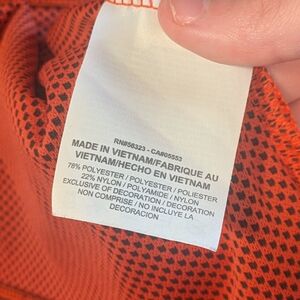 RN#56323 - CA#05553
MADE IN VIETNAM/FABRIQUE AU
VIETNAM/HECHO EN VIETNAM
78% POLYESTER / POLYESTER / POLIESTER
22% NYLON / POLYAMIDE / NYLON
EXCLUSIVE OF DECORATION / DECORATION
NON COMPRISE / NO INCLUYE LA
DECORACION